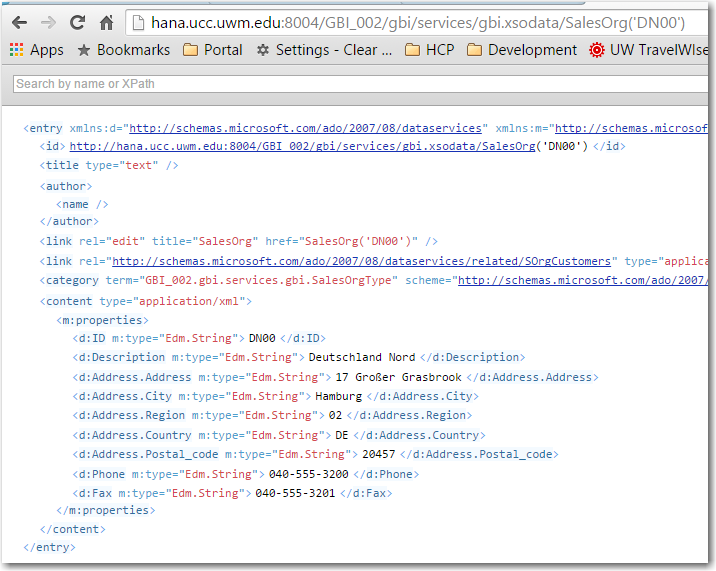 hana.ucc.uwm.edu:8004/GBI_002/gbi/services/gbi.xsodata/SalesOrg('DN00')
Apps Bookmarks Portal Settings - Clear ... HCP Development UW TravelWIse
Search by name or XPath
<entry xmlns:d="http://schemas.microsoft.com/ado/2007/08/dataservices" xmlns:m="http://schemas.microsof
<id> http://hana.ucc.uwm.edu:8004/GBI_002/gbi/services/gbi.xsodata/SalesOrg('DN00') </id>
<title type="text" />
<author>
<name />
</author>
<link rel="edit" title="SalesOrg" href="SalesOrg('DN00')" />
<link rel="http://schemas.microsoft.com/ado/2007/08/dataservices/related/SOrgCustomers" type="applica
<category term="GBI_002.gbi.services.gbi.SalesOrgType" scheme="http://schemas.microsoft.com/ado/2007/
<content type="application/xml">
<m:properties>
<d:ID m:type="Edm.String"> DN00 </d:ID>
<d:Description m:type="Edm.String"> Deutschland Nord </d:Description>
<d:Address.Address m:type="Edm.String"> 17 Großer Grasbrook </d:Address.Address>
<d:Address.City m:type="Edm.String"> Hamburg </d:Address.City>
<d:Address.Region m:type="Edm.String"> 02 </d:Address.Region>
<d:Address.Country m:type="Edm.String"> DE </d:Address.Country>
<d:Address.Postal_code m:type="Edm.String"> 20457 </d:Address.Postal_code>
<d:Phone m:type="Edm.String"> 040-555-3200 </d:Phone>
<d:Fax m:type="Edm.String"> 040-555-3201 </d:Fax>
</m:properties>
</content>
</entry>